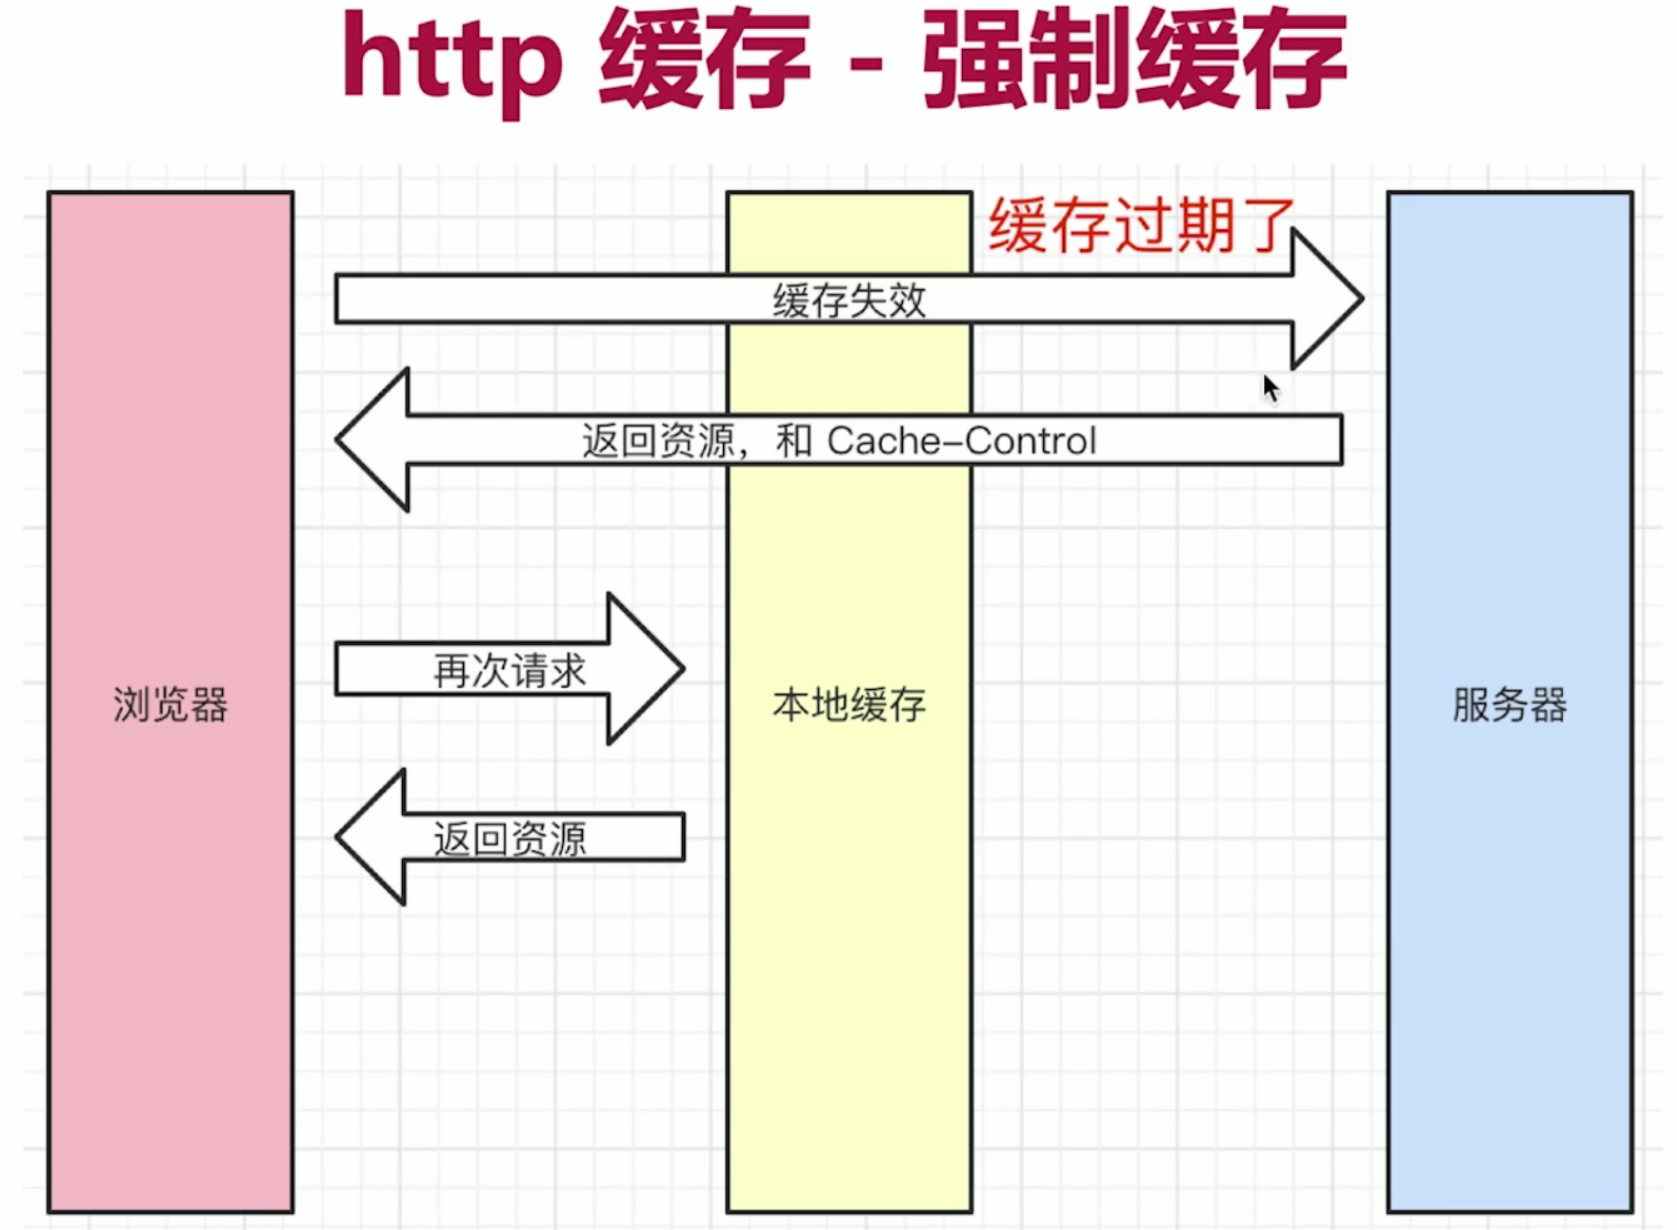 http 缓存 - 强制缓存
缓存过期了
缓存失效
返回资源，和 Cache-Control
再次请求
浏览器
本地缓存
服务器
返回资源